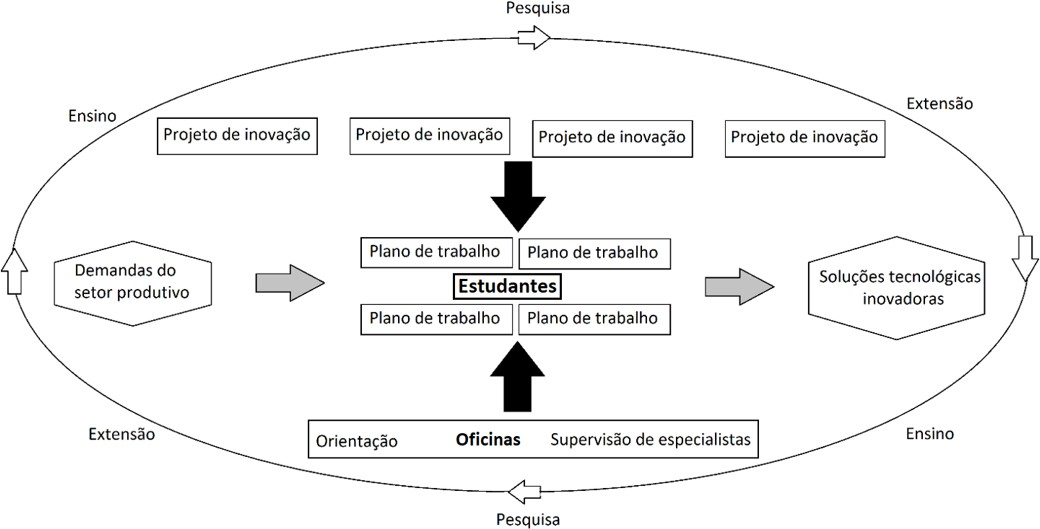 Pesquisa
Ensino
Extensão
Projeto de inovação
Projeto de inovação
Projeto de inovação
Projeto de inovação
Plano de trabalho
Plano de trabalho
Demandas do
setor produtivo
Estudantes
Soluções tecnológicas
inovadoras
Plano de trabalho
Plano de trabalho
Extensão
Orientação Oficinas Supervisão de especialistas
Ensino
Pesquisa